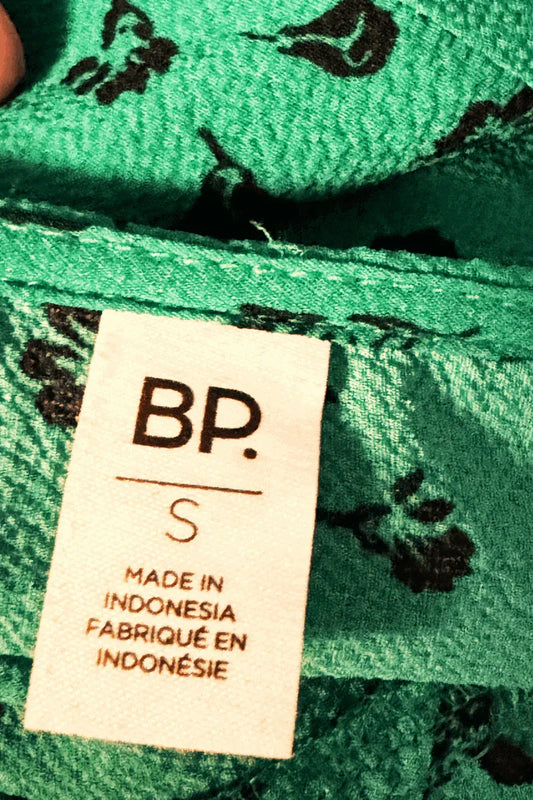 BP.
S
MADE IN
INDONESIA
FABRIQUÉ EN
INDONÉSIE